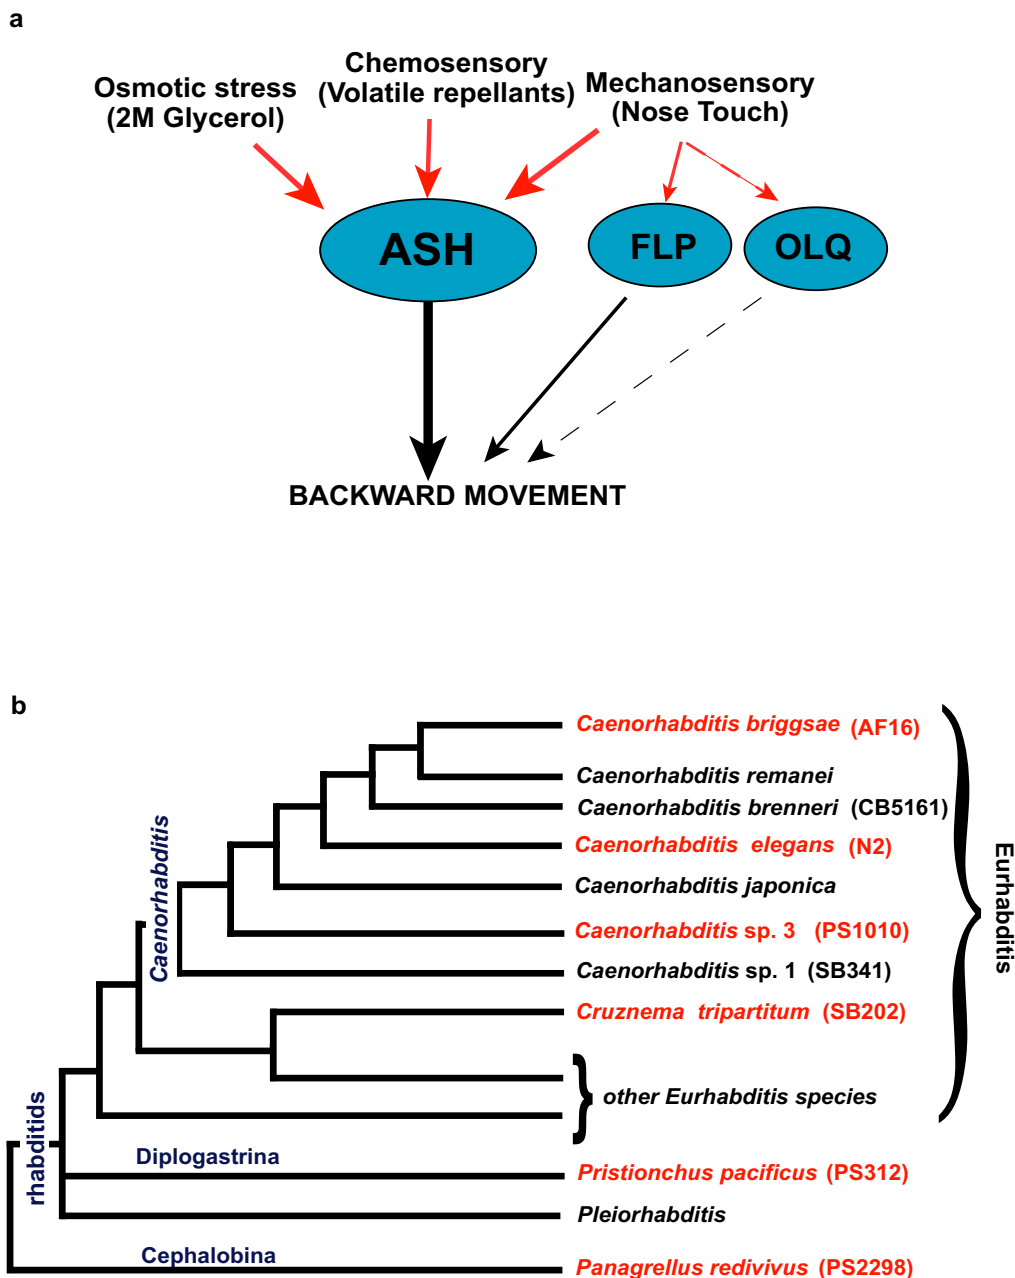 a
Osmotic stress
(2M Glycerol)
Chemosensory
(Volatile repellants)
Mechanosensory
(Nose Touch)
ASH
FLP
OLQ
BACKWARD MOVEMENT
b
Caenorhabditis briggsae (AF16)
Caenorhabditis remanei
Caenorhabditis brenneri (CB5161)
Caenorhabditis elegans (N2)
Caenorhabditis japonica
Caenorhabditis sp. 3 (PS1010)
Caenorhabditis sp. 1 (SB341)
Cruznema tripartitum (SB202)
other Eurhabditis species
Pristionchus pacificus (PS312)
Pleiorhabditis
Panagrellus redivivus (PS2298)
Caenorhabditis
rhabditids
Diplogastrina
Cephalobina
Eurhabditis